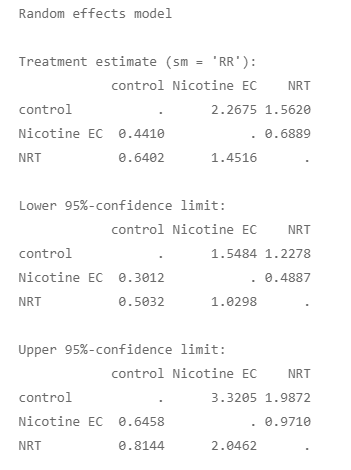 Random effects model
Treatment estimate (sm = 'RR'):
control Nicotine EC NRT
control . 2.2675 1.5620
Nicotine EC 0.4410 . 0.6889
NRT 0.6402 1.4516 .
Lower 95%-confidence limit:
control Nicotine EC NRT
control . 1.5484 1.2278
Nicotine EC 0.3012 . 0.4887
NRT 0.5032 1.0298 .
Upper 95%-confidence limit:
control Nicotine EC NRT
control . 3.3205 1.9872
Nicotine EC 0.6458 . 0.9710
NRT 0.8144 2.0462 .